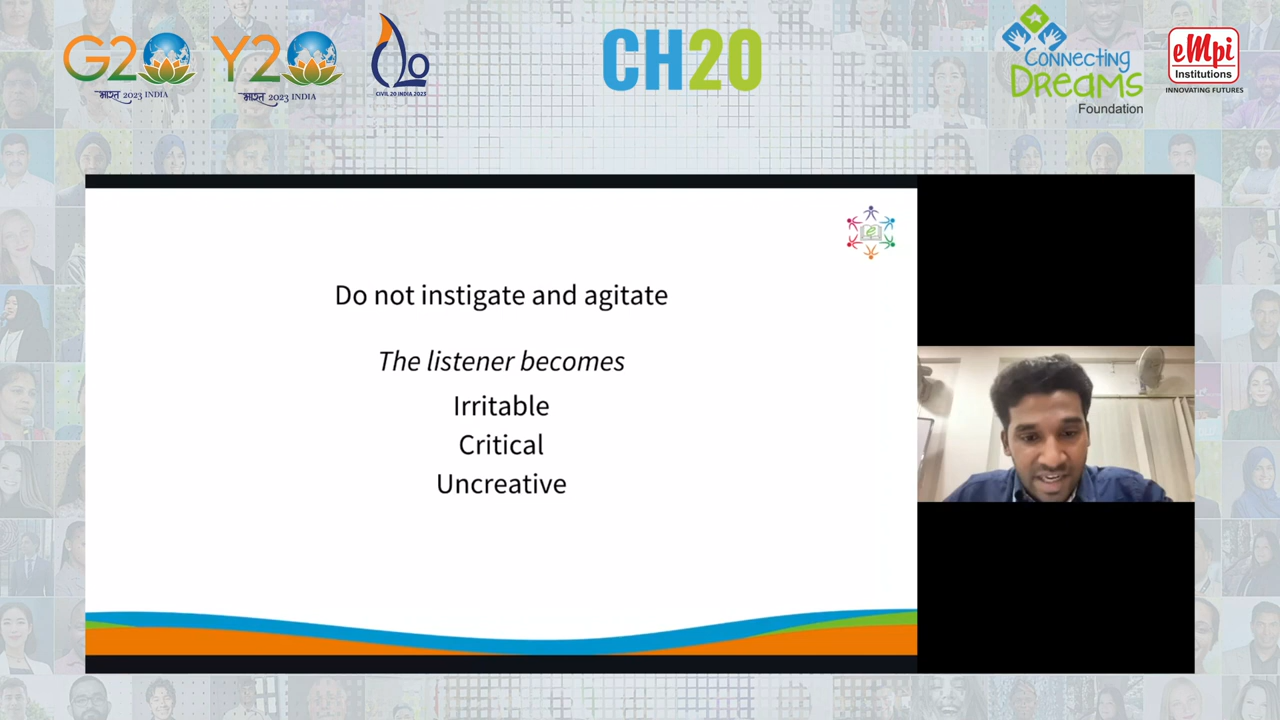 G20
भारत 2023 INDIA
Y20
भारत 2023 INDIA
CIVIL 20 INDIA 2023
CH20
Connecting
Dreams
Foundation
eMpi
Institutions
INNOVATING FUTURES
Do not instigate and agitate
The listener becomes
Irritable
Critical
Uncreative